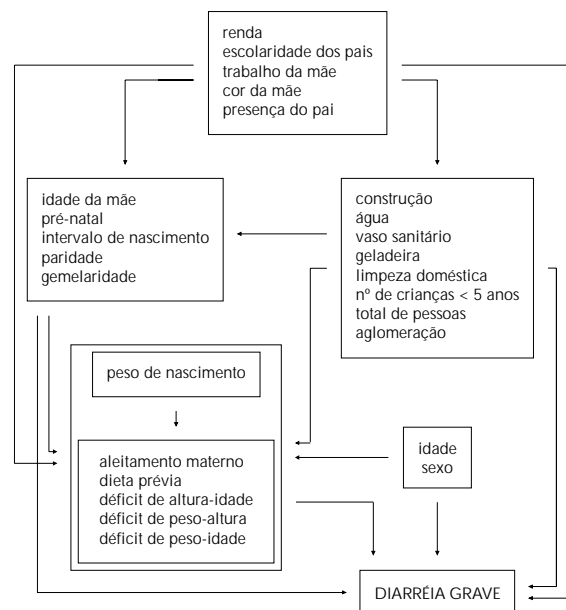 renda
escolaridade dos pais
trabalho da mãe
cor da mãe
presença do pai
idade da mãe
pré-natal
intervalo de nascimento
paridade
gemelaridade
construção
água
vaso sanitário
geladeira
limpeza doméstica
nº de crianças < 5 anos
total de pessoas
aglomeração
peso de nascimento
aleitamento materno
dieta prévia
déficit de altura-idade
déficit de peso-altura
déficit de peso-idade
idade
sexo
DIARRÉIA GRAVE